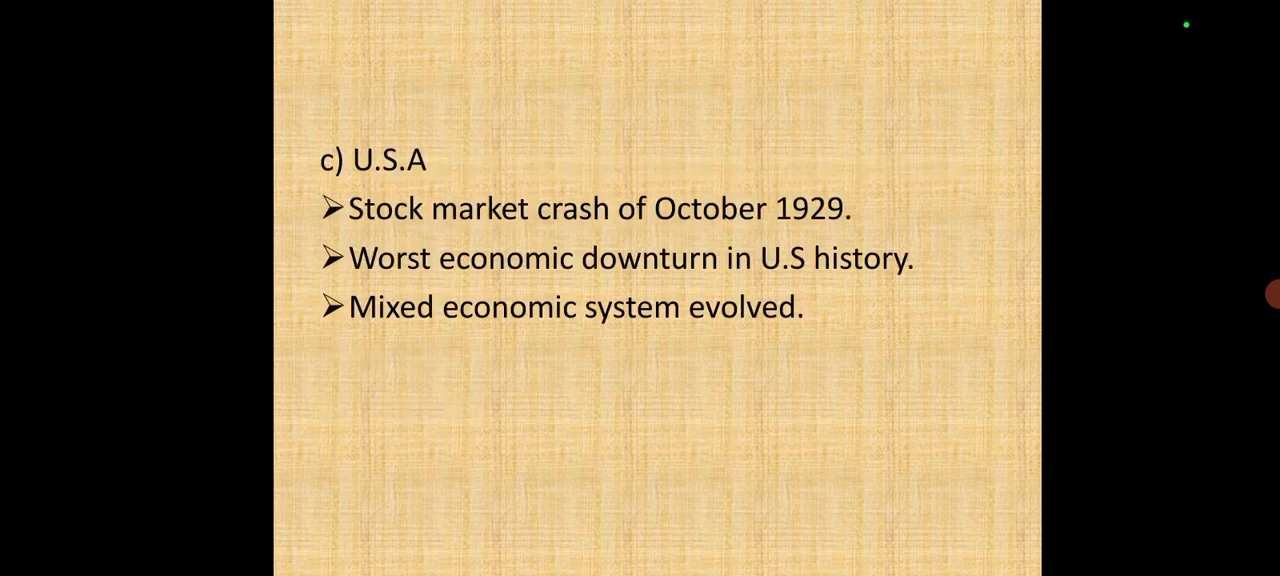 c) U.S.A
➢Stock market crash of October 1929.
➢Worst economic downturn in U.S history.
➢Mixed economic system evolved.